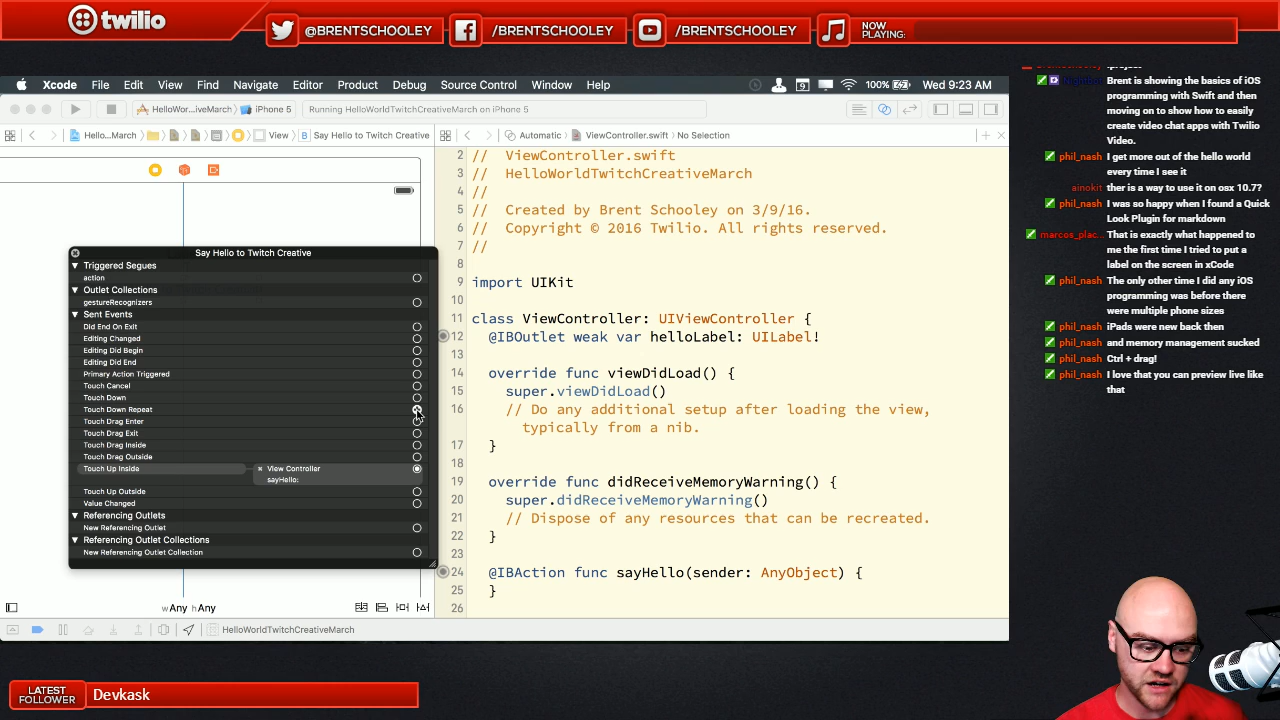 twilio
@BRENTSCHOOLEY
/BRENTSCHOOLEY
/BRENTSCHOOLEY
NOW
PLAYING:
Xcode File Edit View Find Navigate Editor Product Debug Source Control Window Help
9
100%
Wed 9:23 AM
HelloWor...iveMarch
iPhone 5
Running HelloWorldTwitchCreativeMarch on iPhone 5
Hello...March
View
B Say Hello to Twitch Creative
Automatic
ViewController.swift
No Selection
Say Hello to Twitch Creative
Triggered Segues
action
Outlet Collections
gestureRecognizers
Sent Events
Did End On Exit
Editing Changed
Editing Did Begin
Editing Did End
Primary Action Triggered
Touch Cancel
Touch Down
Touch Down Repeat
Touch Drag Enter
Touch Drag Exit
Touch Drag Inside
Touch Drag Outside
Touch Up Inside
View Controller
sayHello:
Touch Up Outside
Value Changed
Referencing Outlets
New Referencing Outlet
Referencing Outlet Collections
New Referencing Outlet Collection
wAny hAny
2 // ViewController.swift
3 // HelloWorldTwitchCreativeMarch
4 //
5 // Created by Brent Schooley on 3/9/16.
6 // Copyright © 2016 Twilio. All rights reserved.
7 //
8
9 import UIKit
10
11 class ViewController: UIViewController {
12 @IBOutlet weak var helloLabel: UILabel!
13
14 override func viewDidLoad() {
15 super.viewDidLoad()
16 // Do any additional setup after loading the view,
typically from a nib.
17 }
18
19 override func didReceiveMemoryWarning() {
20 super.didReceiveMemoryWarning()
21 // Dispose of any resources that can be recreated.
22 }
23
24 @IBAction func sayHello(sender: AnyObject) {
25 }
26
HelloWorldTwitchCreativeMarch
Brent is showing the basics of iOS
programming with Swift and then
moving on to show how to easily
create video chat apps with Twilio
Video.
phil_nash I get more out of the hello world
every time I see it
ainokit ther is a way to use it on osx 10.7?
phil_nash I was so happy when I found a Quick
Look Plugin for markdown
marcos_plac... That is exactly what happened to
me the first time I tried to put a
label on the screen in xCode
phil_nash The only other time I did any iOS
programming was before there
were multiple phone sizes
phil_nash iPads were new back then
phil_nash and memory management sucked
phil_nash Ctrl + drag!
phil_nash I love that you can preview live like
that
LATEST
FOLLOWER
Devkask